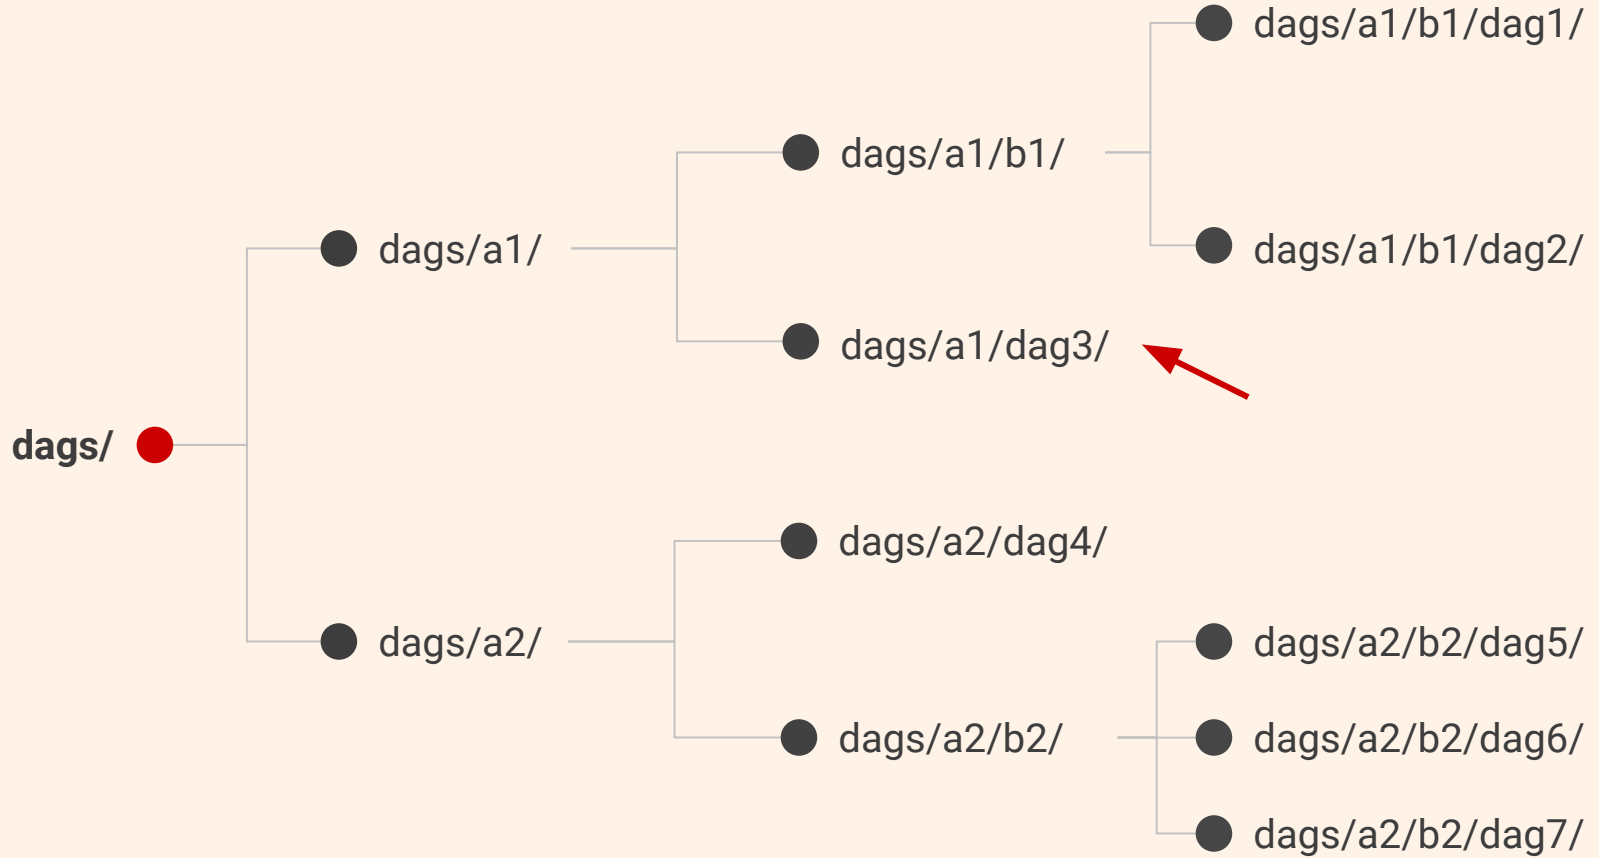 dags/a1/b1/dag1/
dags/a1/b1/
dags/a1/
dags/a1/b1/dag2/
dags/a1/dag3/
dags/
dags/a2/dag4/
dags/a2/
dags/a2/b2/dag5/
dags/a2/b2/
dags/a2/b2/dag6/
dags/a2/b2/dag7/